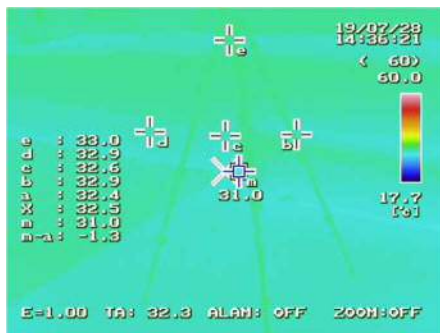 19/07/28
14:36:21
( 60)
60.0
e
d
c
b
m
31.0
e : 33.0
d : 32.9
c : 32.6
b : 32.9
a : 32.4
X : 32.5
m : 31.0
m-a: -1.3
17.7
[°c]
E=1.00 TA: 32.3 ALAM: OFF ZOOM:OFF